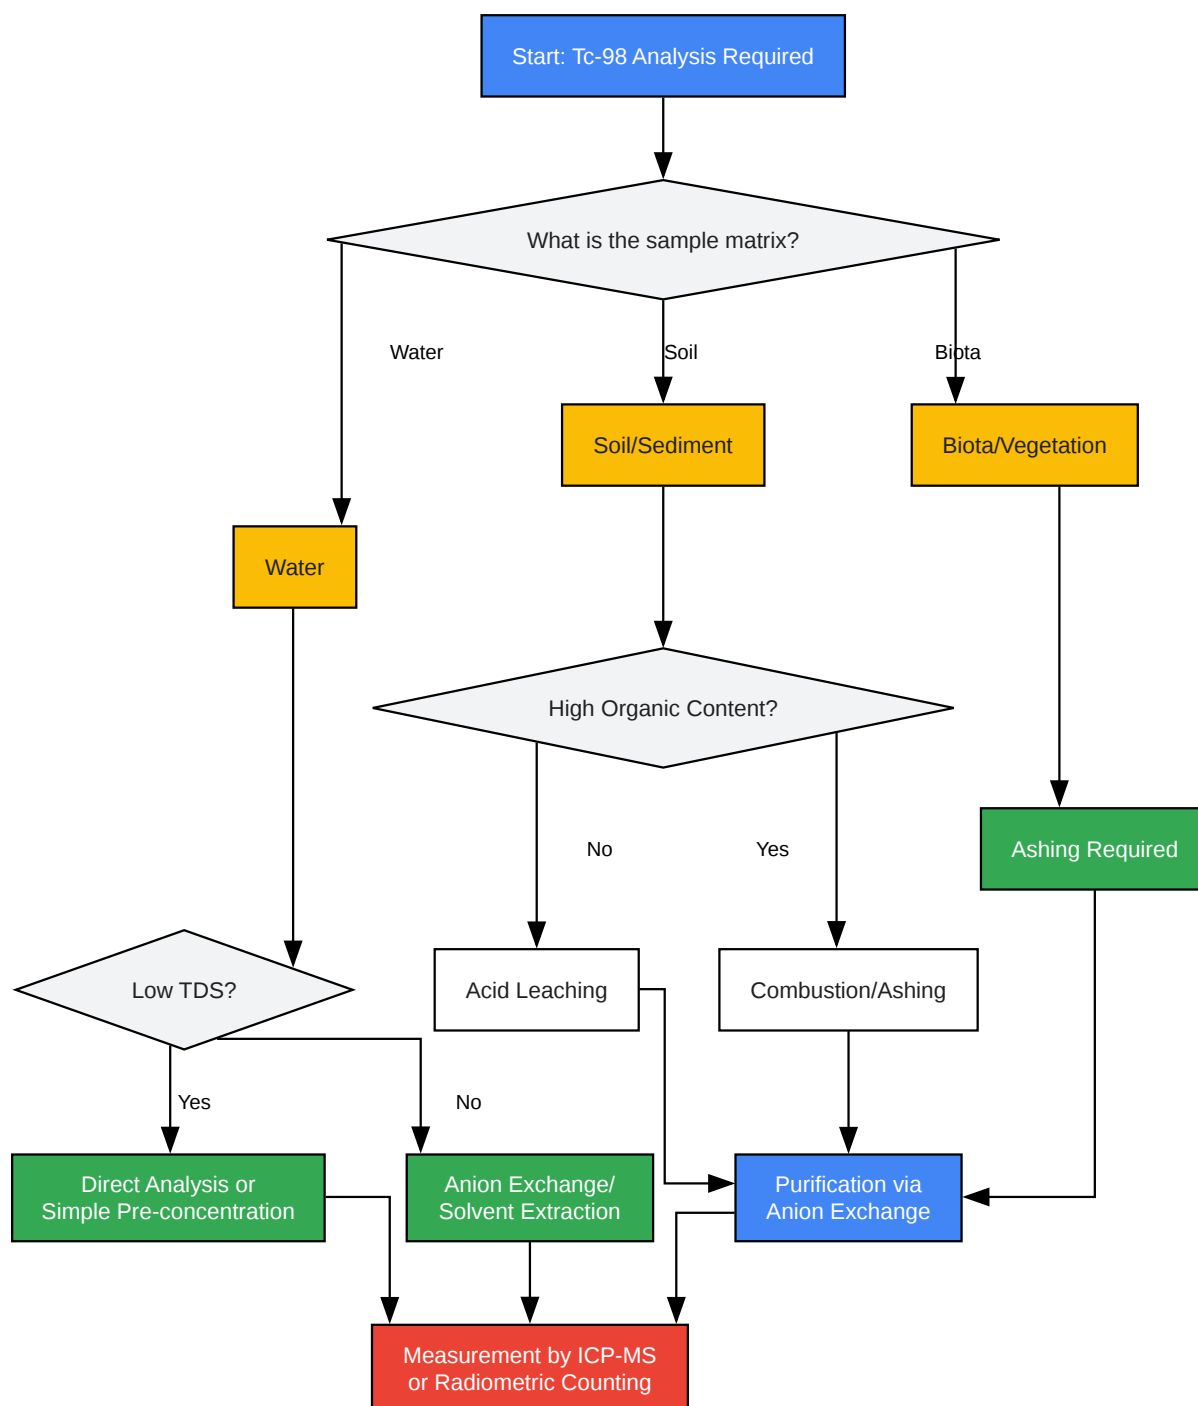 Start: Tc-98 Analysis Required
What is the sample matrix?
Water
Soil
Biota
Soil/Sediment
Biota/Vegetation
Water
High Organic Content?
No
Yes
Ashing Required
Low TDS?
Acid Leaching
Combustion/Ashing
Yes
No
Direct Analysis or
Simple Pre-concentration
Anion Exchange/
Solvent Extraction
Purification via
Anion Exchange
Measurement by ICP-MS
or Radiometric Counting